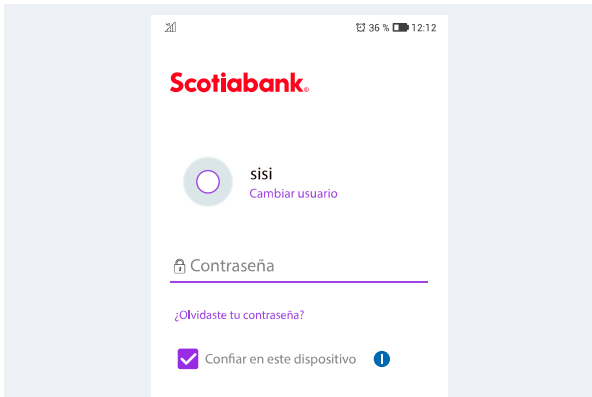 36 % 12:12
Scotiabank®
sisi
Cambiar usuario
Contraseña
¿Olvidaste tu contraseña?
Confiar en este dispositivo